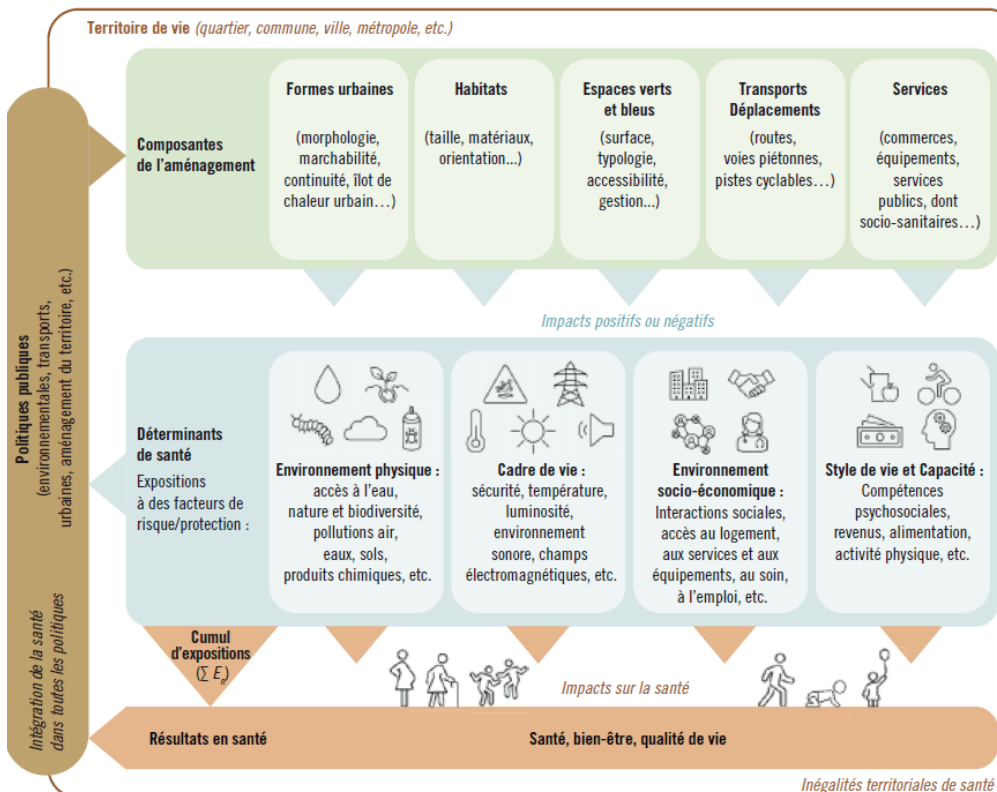 Territoire de vie (quartier, commune, ville, métropole, etc.)
Politiques publiques
(environnementales, transports,
urbaines, aménagement du territoire, etc.)
Intégration de la santé
dans toutes les politiques
Composantes
de l'aménagement
Formes urbaines
(morphologie,
marchabilité,
continuité, îlot de
chaleur urbain…)
Habitats
(taille, matériaux,
orientation...)
Espaces verts
et bleus
(surface,
typologie,
accessibilité,
gestion...)
Transports
Déplacements
(routes,
voies piétonnes,
pistes cyclables…)
Services
(commerces,
équipements,
services
publics, dont
socio-sanitaires…)
Impacts positifs ou négatifs
Déterminants
de santé
Expositions
à des facteurs de
risque/protection :
Environnement physique :
accès à l'eau,
nature et biodiversité,
pollutions air,
eaux, sols,
produits chimiques, etc.
Cadre de vie :
sécurité, température,
luminosité,
environnement
sonore, champs
électromagnétiques, etc.
Environnement
socio-économique :
Interactions sociales,
accès au logement,
aux services et aux
équipements, au soin,
à l'emploi, etc.
Style de vie et Capacité :
Compétences
psychosociales,
revenus, alimentation,
activité physique, etc.
Cumul
d'expositions
(∑ En)
Impacts sur la santé
Résultats en santé
Santé, bien-être, qualité de vie
Inégalités territoriales de santé